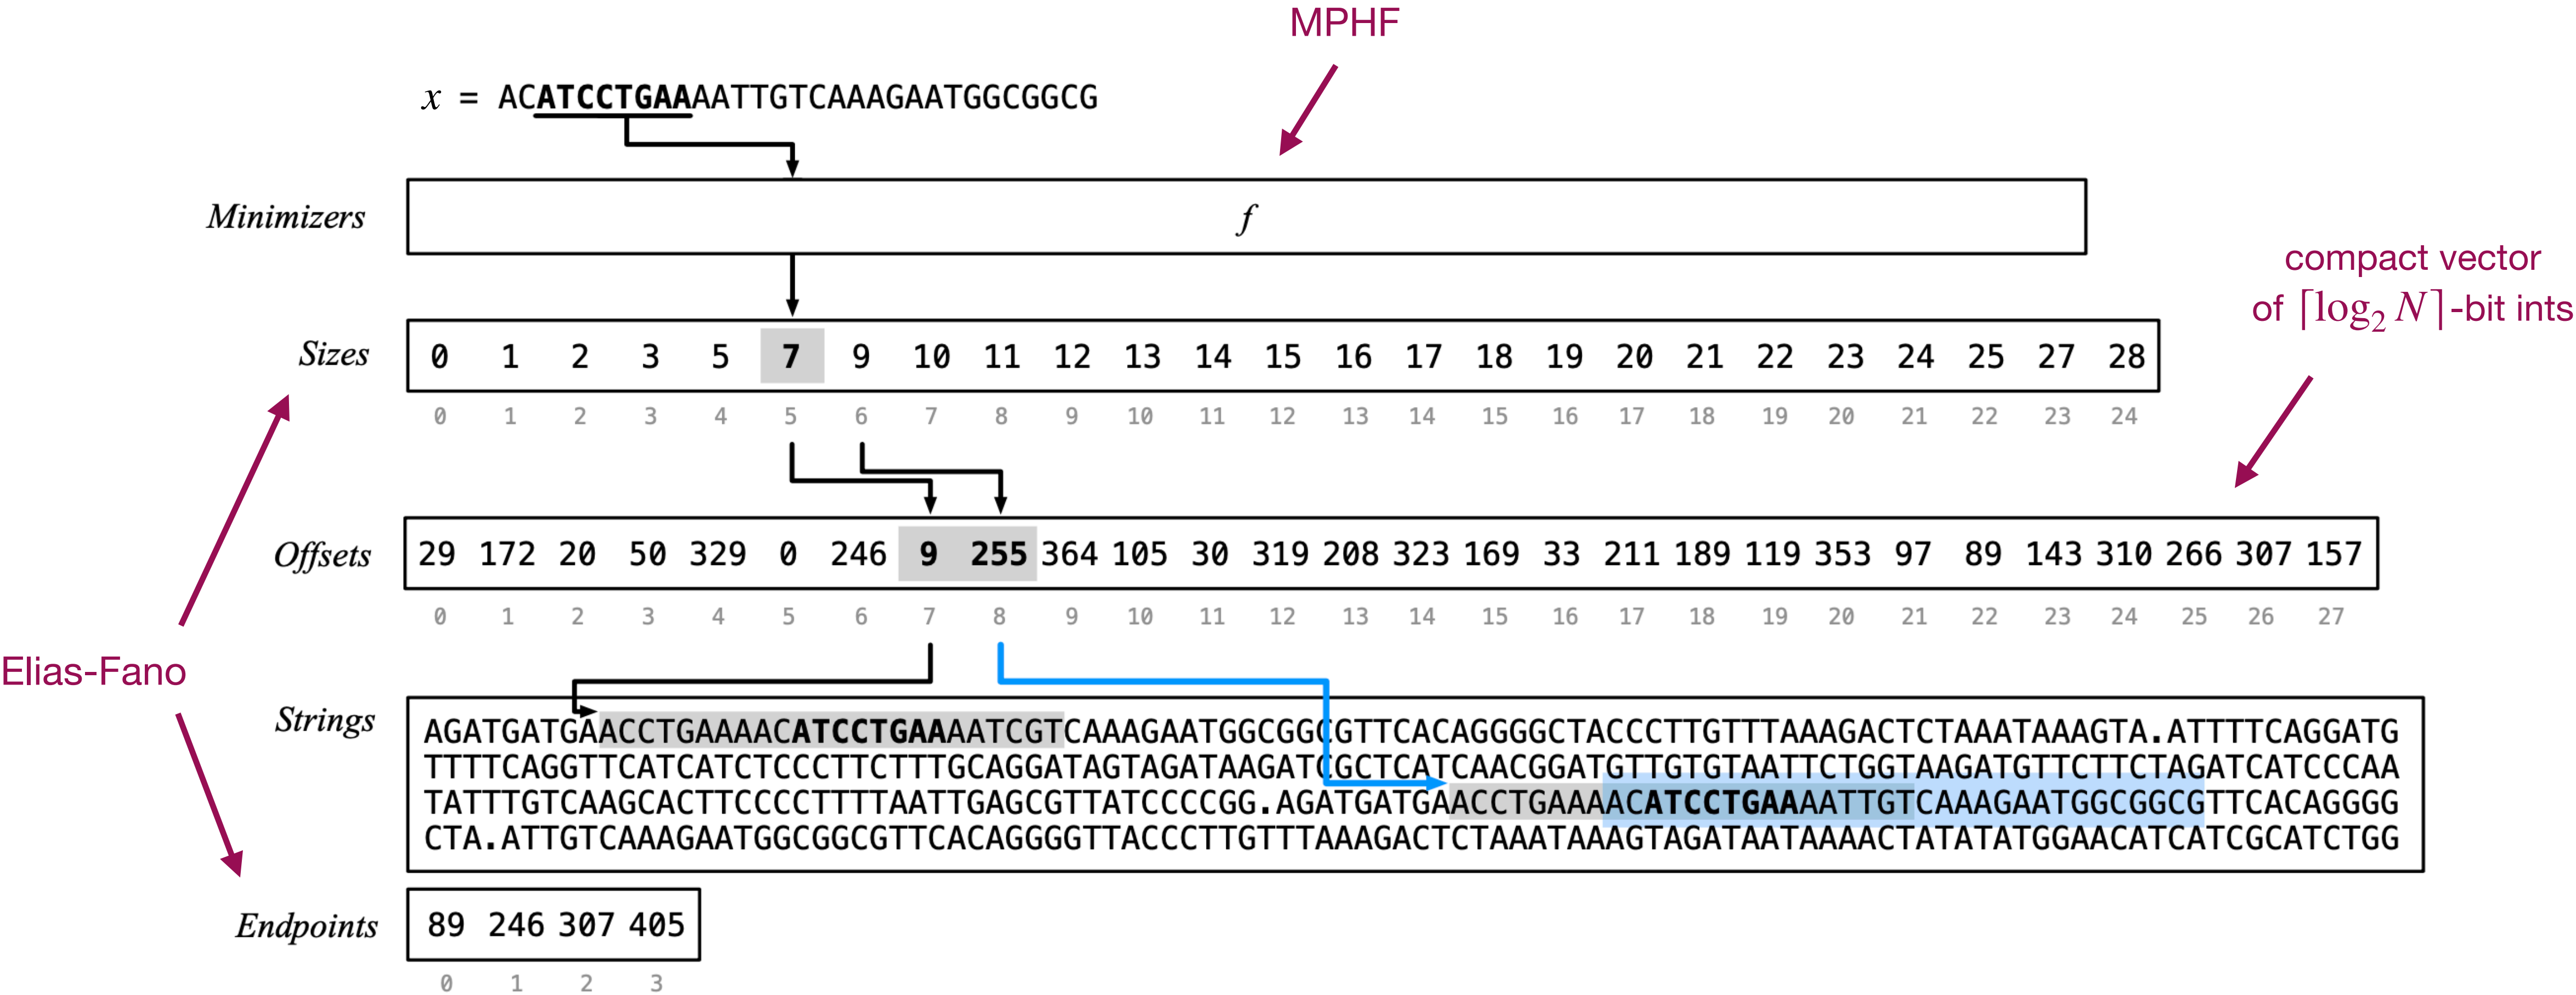 MPHF
x = ACATCCTGAAAATTGTCAAAGAATGGCGGCG
Minimizers
f
compact vector
of ⌈log₂ N⌉-bit ints
Sizes
0 1 2 3 5 7 9 10 11 12 13 14 15 16 17 18 19 20 21 22 23 24 25 27 28
0 1 2 3 4 5 6 7 8 9 10 11 12 13 14 15 16 17 18 19 20 21 22 23 24
Offsets
29 172 20 50 329 0 246 9 255 364 105 30 319 208 323 169 33 211 189 119 353 97 89 143 310 266 307 157
0 1 2 3 4 5 6 7 8 9 10 11 12 13 14 15 16 17 18 19 20 21 22 23 24 25 26 27
Elias-Fano
Strings
AGATGATGAACCTGAAAACATCCTGAAAATCGTCAAAGAATGGCGGCGTTCACAGGGGCTACCCTTGTTTAAAGACTCTAAATAAAGTA.ATTTTCAGGATG
TTTTCAGGTTCATCATCTCCCTTCTTTGCAGGATAGTAGATAAGATCGCTCATCAACGGATGTTGTGTAATTCTGGTAAGATGTTCTTCTAGATCATCCCAA
TATTTGTCAAGCACTTCCCCTTTTAATTGAGCGTTATCCCCGG.AGATGATGAACCTGAAAACATCCTGAAAATTGTCAAAGAATGGCGGCGTTCACAGGGG
CTA.ATTGTCAAAGAATGGCGGCGTTCACAGGGGTTACCCTTGTTTAAAGACTCTAAATAAAGTAGATAATAAAACTATATATGGAACATCATCGCATCTGG
Endpoints
89 246 307 405
0 1 2 3